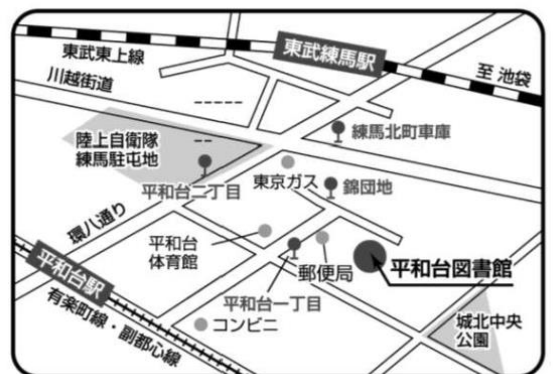 東武東上線
東武練馬駅
至 池袋
川越街道
練馬北町車庫
陸上自衛隊
練馬駐屯地
東京ガス
錦団地
平和台二丁目
環八通り
平和台
体育館
郵便局
平和台図書館
平和台駅
平和台一丁目
有楽町線・副都心線
コンビニ
城北中央
公園